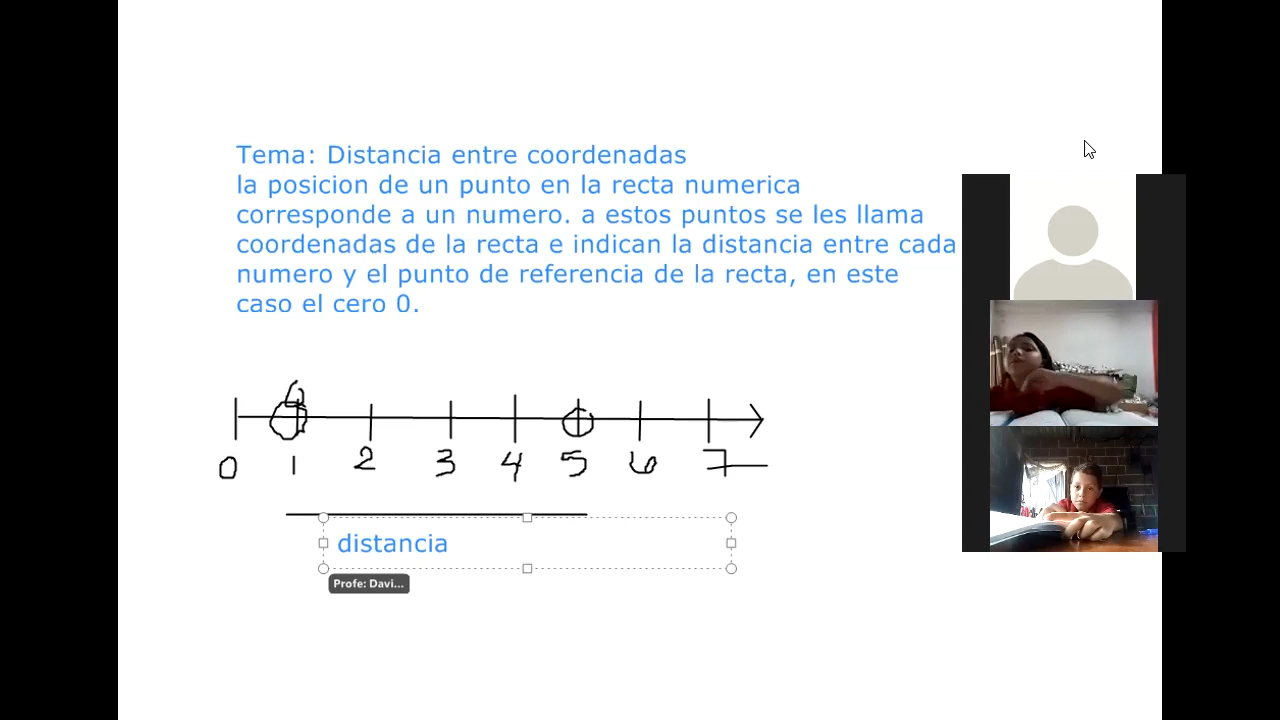 Tema: Distancia entre coordenadas
la posicion de un punto en la recta numerica
corresponde a un numero. a estos puntos se les llama
coordenadas de la recta e indican la distancia entre cada
numero y el punto de referencia de la recta, en este
caso el cero 0.
0 1 2 3 4 5 6 7
distancia
Profe: Davi...